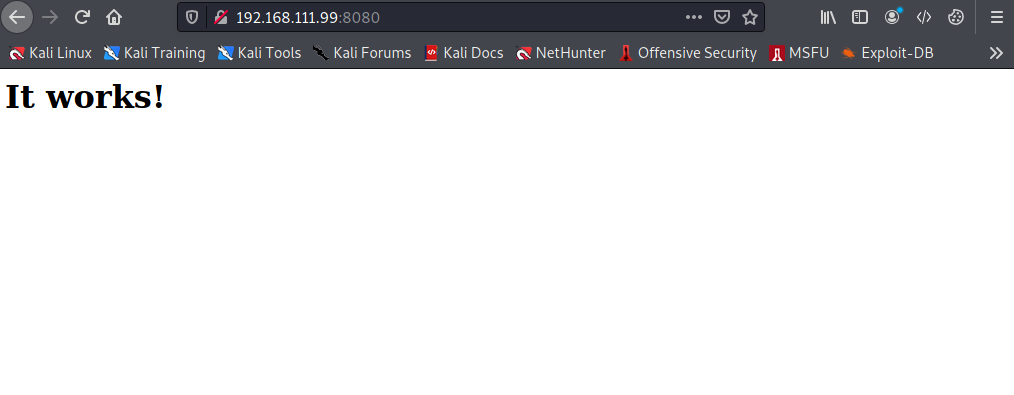 192.168.111.99:8080
Kali Linux Kali Training Kali Tools Kali Forums Kali Docs NetHunter Offensive Security MSFU Exploit-DB
It works!